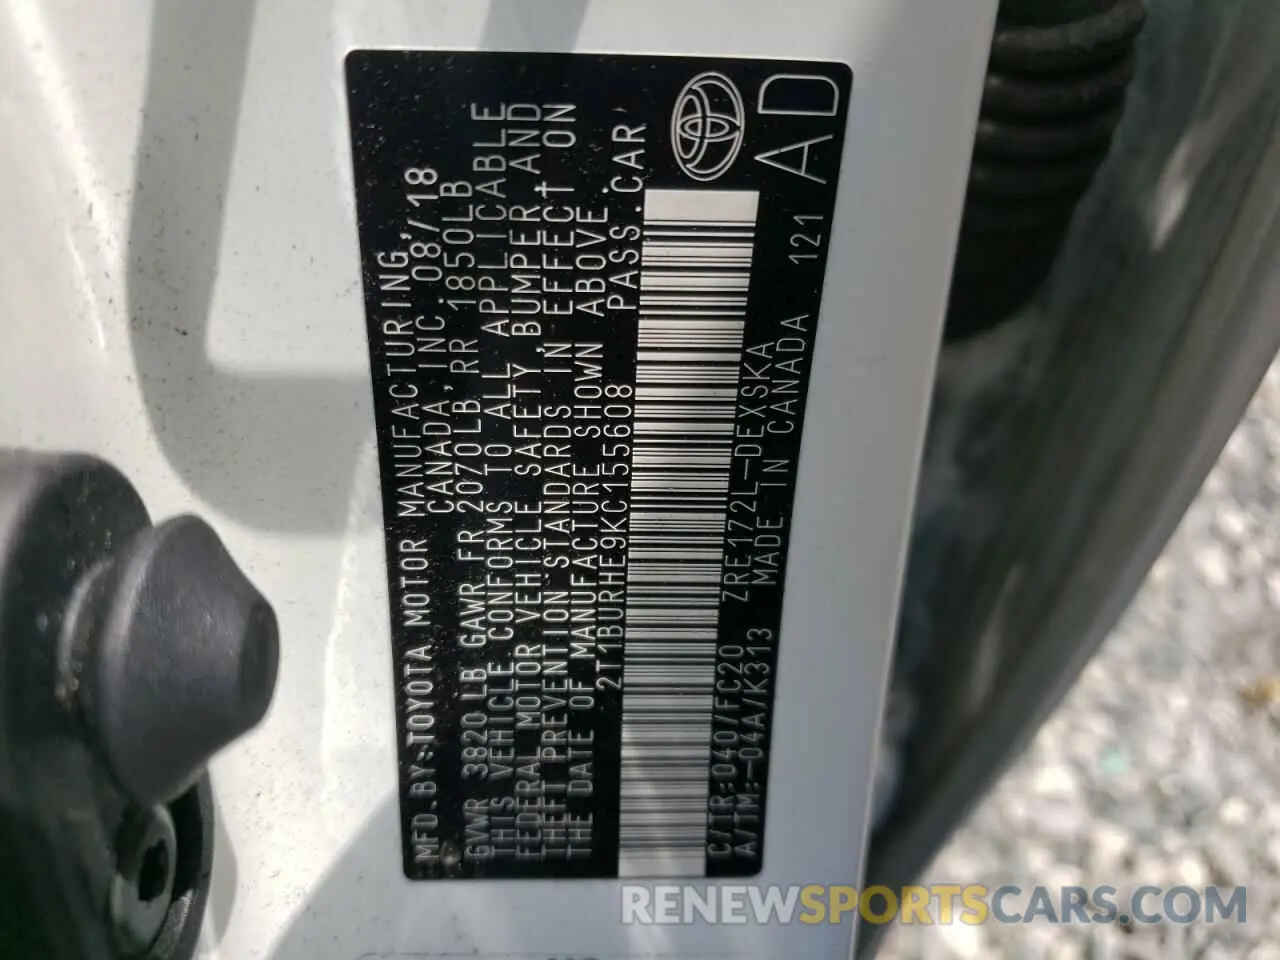 MFD.BY:TOYOTA MOTOR MANUFACTURING,
CANADA, INC. 08/18
GVWR 3820LB GAWR FR 2070LB, RR 1850LB
THIS VEHICLE CONFORMS TO ALL APPLICABLE
FEDERAL MOTOR VEHICLE SAFETY, BUMPER, AND
THEFT PREVENTION STANDARDS IN EFFECT ON
THE DATE OF MANUFACTURE SHOWN ABOVE.
2T1BURHE9KC155608 PASS.CAR
C/TR:040/FC20 ZRE172L-DEXSKA
A/TM:-04A/K313 MADE IN CANADA 121
AD
RENEWSPORTSCARS.COM